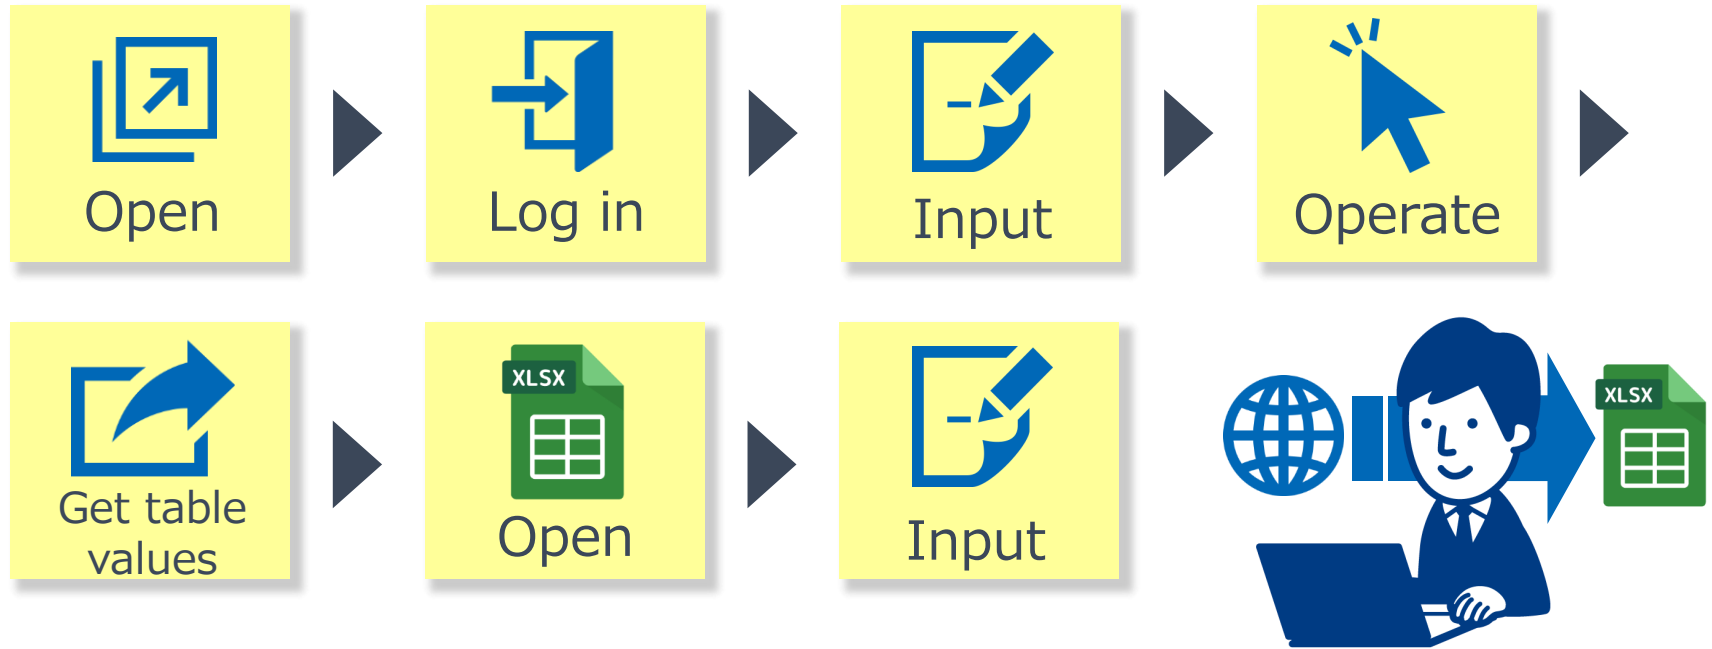 Open
Log in
Input
Operate
Get table
values
XLSX
Open
Input
XLSX